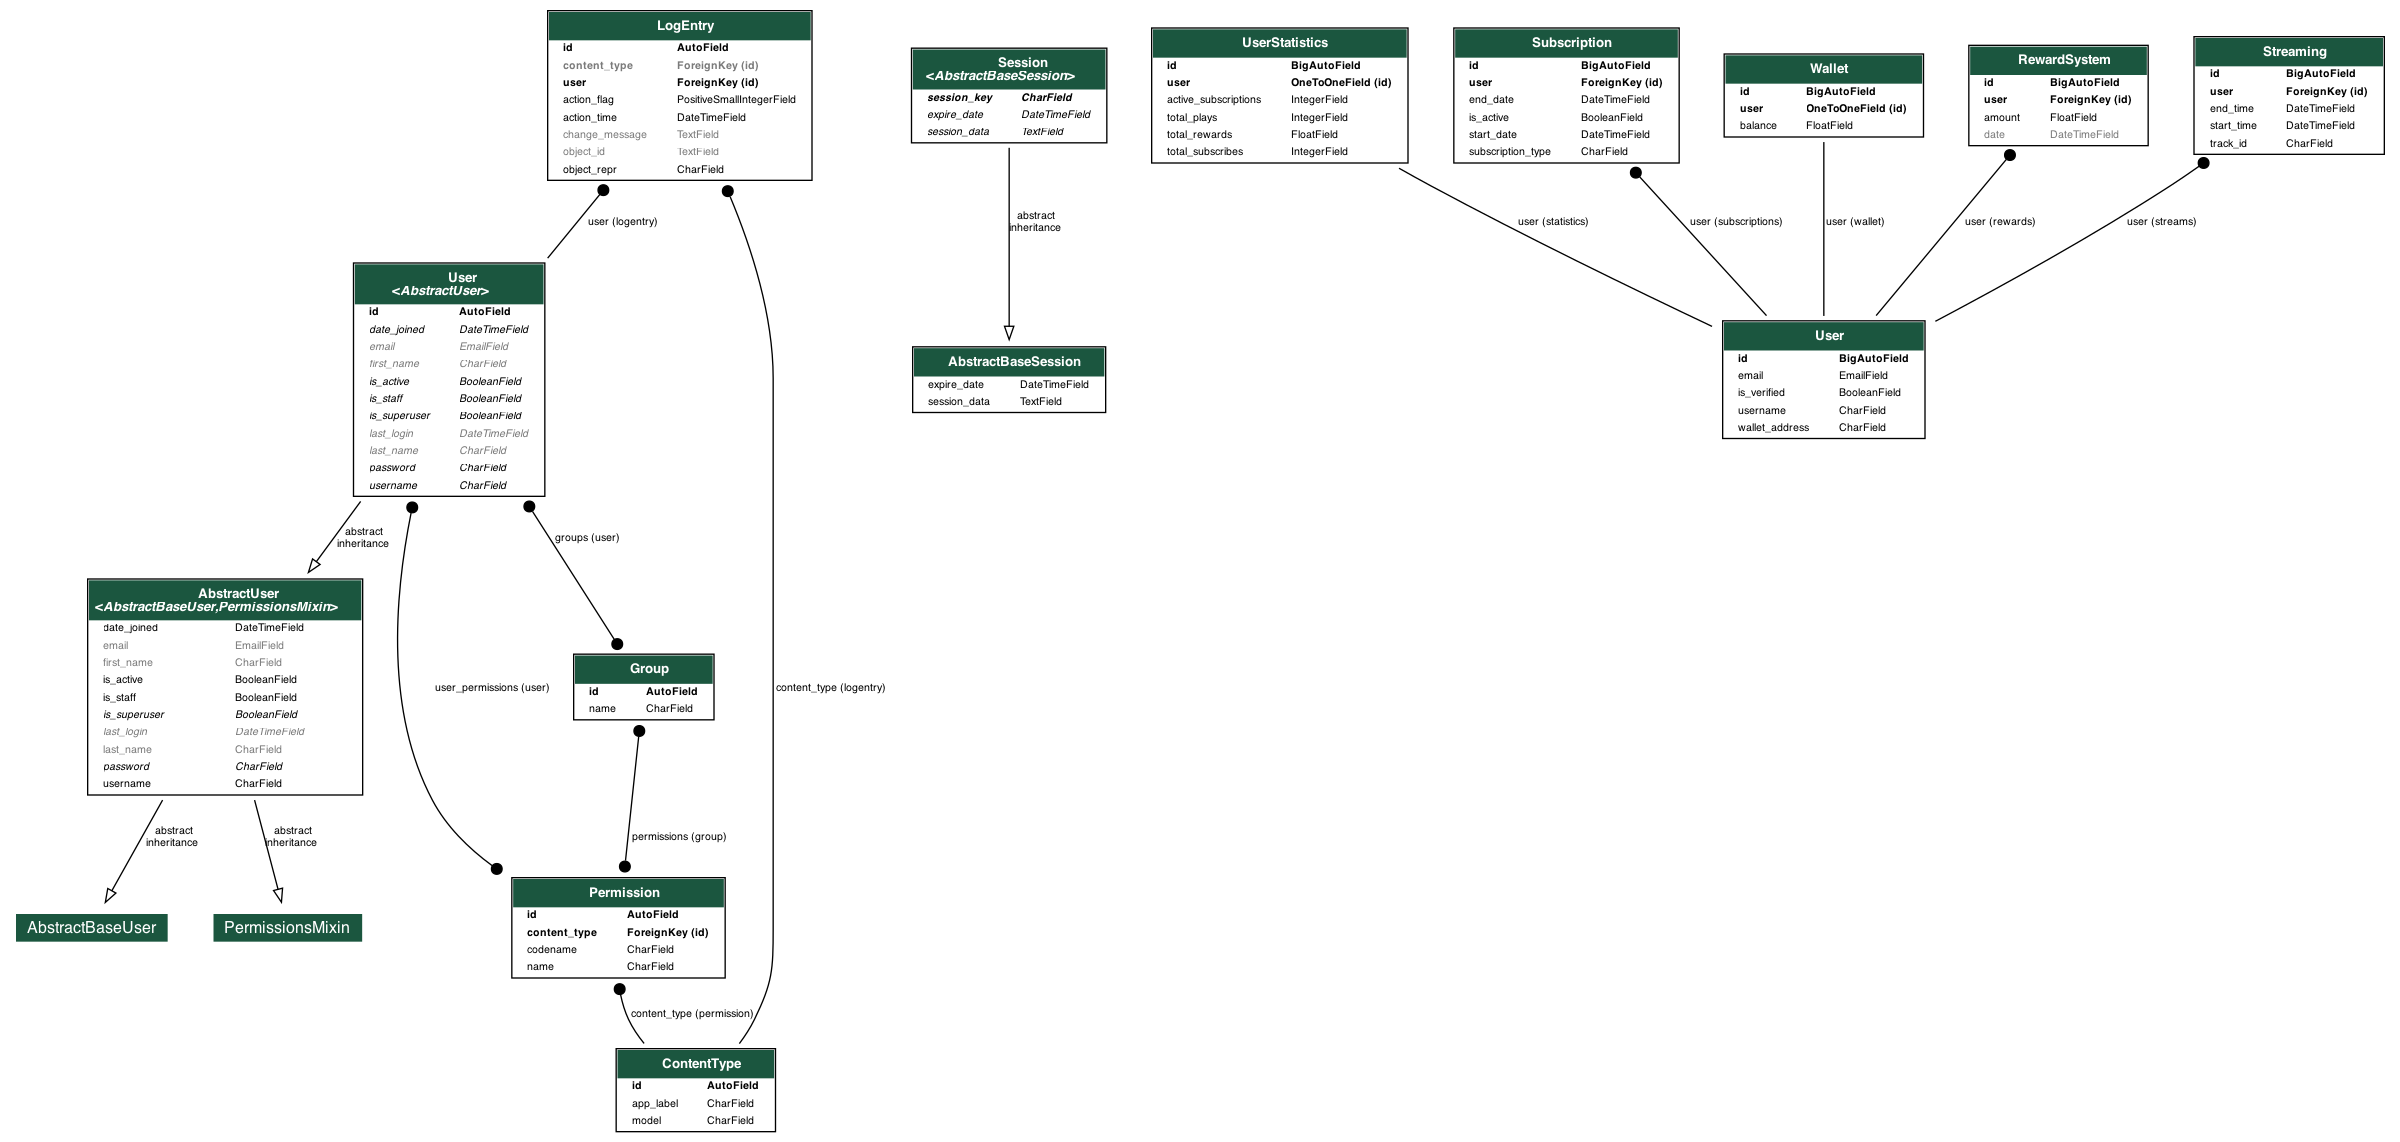 LogEntry
id AutoField
content_type ForeignKey (id)
user ForeignKey (id)
action_flag PositiveSmallIntegerField
action_time DateTimeField
change_message TextField
object_id TextField
object_repr CharField
Session
<AbstractBaseSession>
session_key CharField
expire_date DateTimeField
session_data TextField
UserStatistics
id BigAutoField
user OneToOneField (id)
active_subscriptions IntegerField
total_plays IntegerField
total_rewards FloatField
total_subscribes IntegerField
Subscription
id BigAutoField
user ForeignKey (id)
end_date DateTimeField
is_active BooleanField
start_date DateTimeField
subscription_type CharField
Wallet
id BigAutoField
user OneToOneField (id)
balance FloatField
RewardSystem
id BigAutoField
user ForeignKey (id)
amount FloatField
date DateTimeField
Streaming
id BigAutoField
user ForeignKey (id)
end_time DateTimeField
start_time DateTimeField
track_id CharField
user (logentry)
abstract
inheritance
user (statistics)
user (subscriptions)
user (wallet)
user (rewards)
user (streams)
User
<AbstractUser>
id AutoField
date_joined DateTimeField
email EmailField
first_name CharField
is_active BooleanField
is_staff BooleanField
is_superuser BooleanField
last_login DateTimeField
last_name CharField
password CharField
username CharField
AbstractBaseSession
expire_date DateTimeField
session_data TextField
User
id BigAutoField
email EmailField
is_verified BooleanField
username CharField
wallet_address CharField
abstract
inheritance
groups (user)
AbstractUser
<AbstractBaseUser,PermissionsMixin>
date_joined DateTimeField
email EmailField
first_name CharField
is_active BooleanField
is_staff BooleanField
is_superuser BooleanField
last_login DateTimeField
last_name CharField
password CharField
username CharField
user_permissions (user)
Group
id AutoField
name CharField
content_type (logentry)
abstract
inheritance
abstract
inheritance
permissions (group)
AbstractBaseUser
PermissionsMixin
Permission
id AutoField
content_type ForeignKey (id)
codename CharField
name CharField
content_type (permission)
ContentType
id AutoField
app_label CharField
model CharField